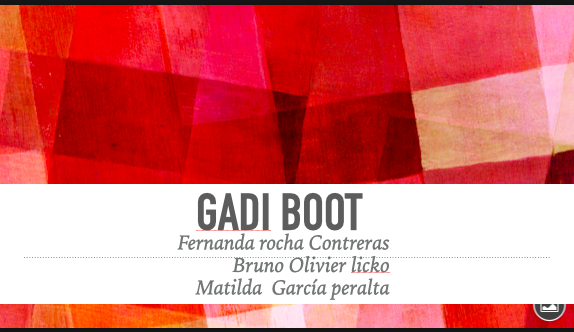 GADI BOOT
Fernanda rocha Contreras
Bruno Olivier licko
Matilda García peralta